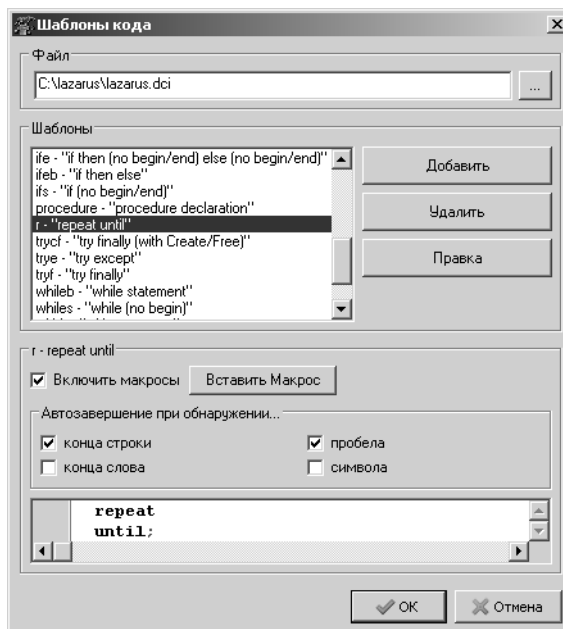 Шаблоны кода
Файл
C:\lazarus\lazarus.dci
...
Шаблоны
ife - "if then (no begin/end) else (no begin/end)"
ifeb - "if then else"
ifs - "if (no begin/end)"
procedure - "procedure declaration"
r - "repeat until"
trycf - "try finally (with Create/Free)"
trye - "try except"
tryf - "try finally"
whileb - "while statement"
whiles - "while (no begin)"
Добавить
Удалить
Правка
r - repeat until
Включить макросы
Вставить Макрос
Автозавершение при обнаружении...
конца строки
пробела
конца слова
символа
repeat
until;
OK
Отмена